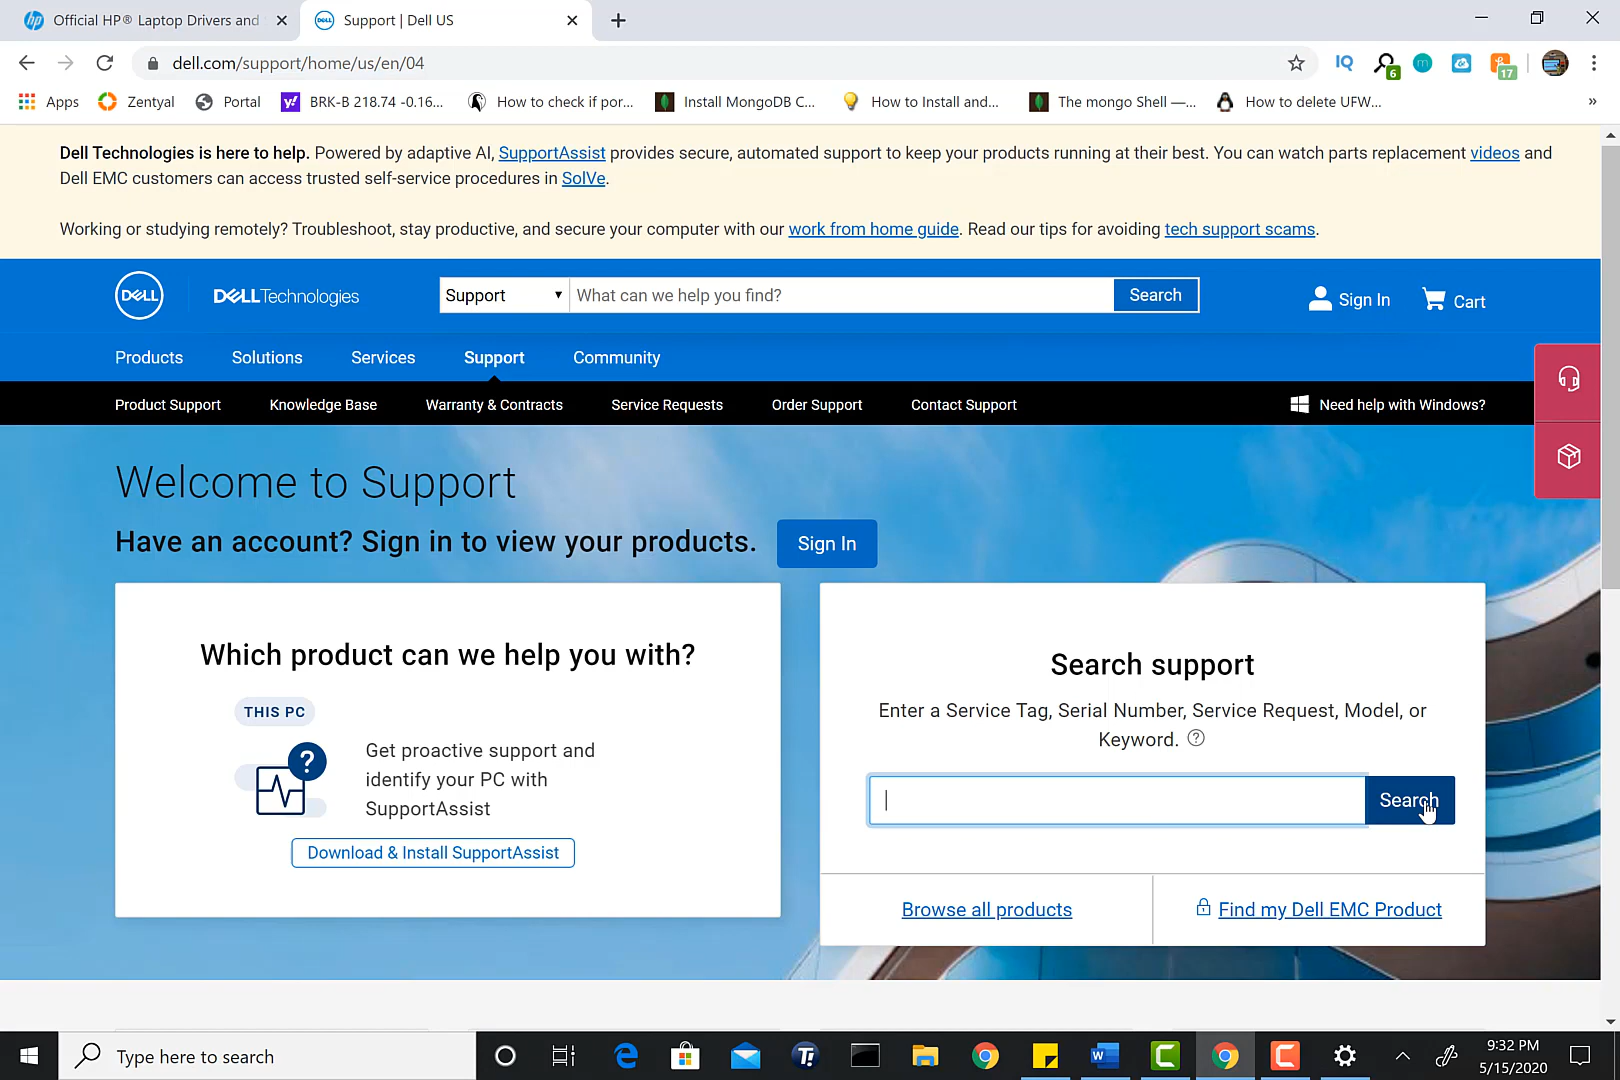 hp Official HP® Laptop Drivers and
DELL Support | Dell US
dell.com/support/home/us/en/04
IQ
6
m
17
Apps
Zentyal
Portal
y! BRK-B 218.74 -0.16...
How to check if por...
Install MongoDB C...
How to Install and...
The mongo Shell —...
How to delete UFW...
»
Dell Technologies is here to help. Powered by adaptive AI, SupportAssist provides secure, automated support to keep your products running at their best. You can watch parts replacement videos and
Dell EMC customers can access trusted self-service procedures in SolVe.
Working or studying remotely? Troubleshoot, stay productive, and secure your computer with our work from home guide. Read our tips for avoiding tech support scams.
DELL
DELLTechnologies
Support
What can we help you find?
Search
Sign In
Cart
Products
Solutions
Services
Support
Community
Product Support
Knowledge Base
Warranty & Contracts
Service Requests
Order Support
Contact Support
Need help with Windows?
Welcome to Support
Have an account? Sign in to view your products.
Sign In
Which product can we help you with?
THIS PC
?
Get proactive support and
identify your PC with
SupportAssist
Download & Install SupportAssist
Search support
Enter a Service Tag, Serial Number, Service Request, Model, or
Keyword. ?
Search
Browse all products
Find my Dell EMC Product
Type here to search
9:32 PM
5/15/2020